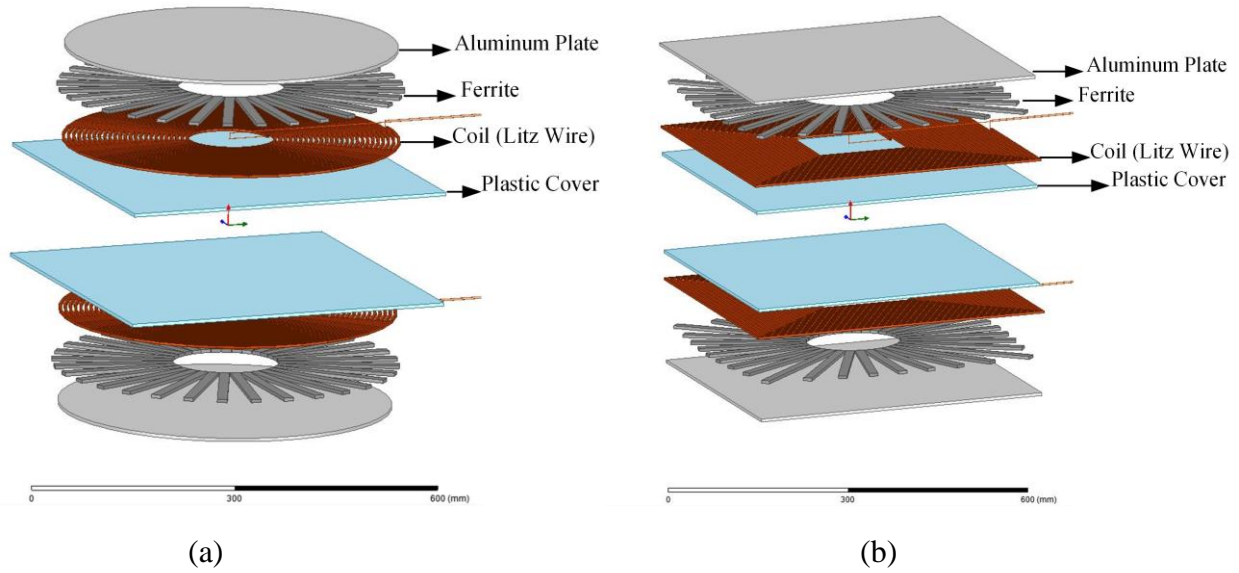 Aluminum Plate
Ferrite
Coil (Litz Wire)
Plastic Cover
0 300 600 (mm)
(a)
Aluminum Plate
Ferrite
Coil (Litz Wire)
Plastic Cover
0 300 600 (mm)
(b)